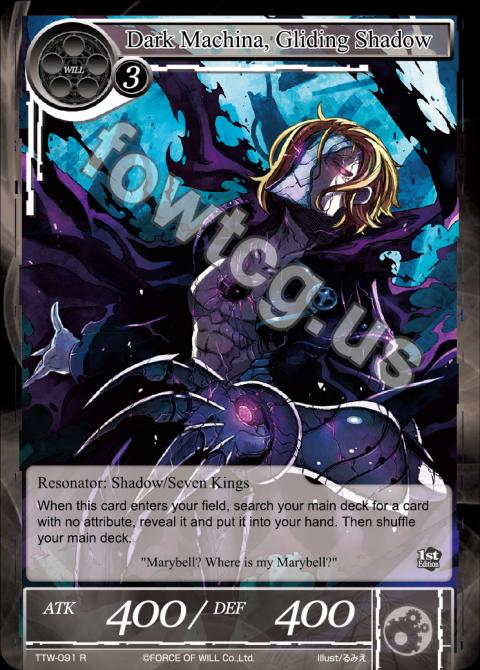 Dark Machina, Gliding Shadow
WILL
3
fowtcg.us
Resonator: Shadow/Seven Kings
When this card enters your field, search your main deck for a card
with no attribute, reveal it and put it into your hand. Then shuffle
your main deck.
"Marybell? Where is my Marybell?"
1st
Edition
ATK 400 / DEF 400
TTW-091 R ©FORCE OF WILL Co.,Ltd. Illust/るみえ